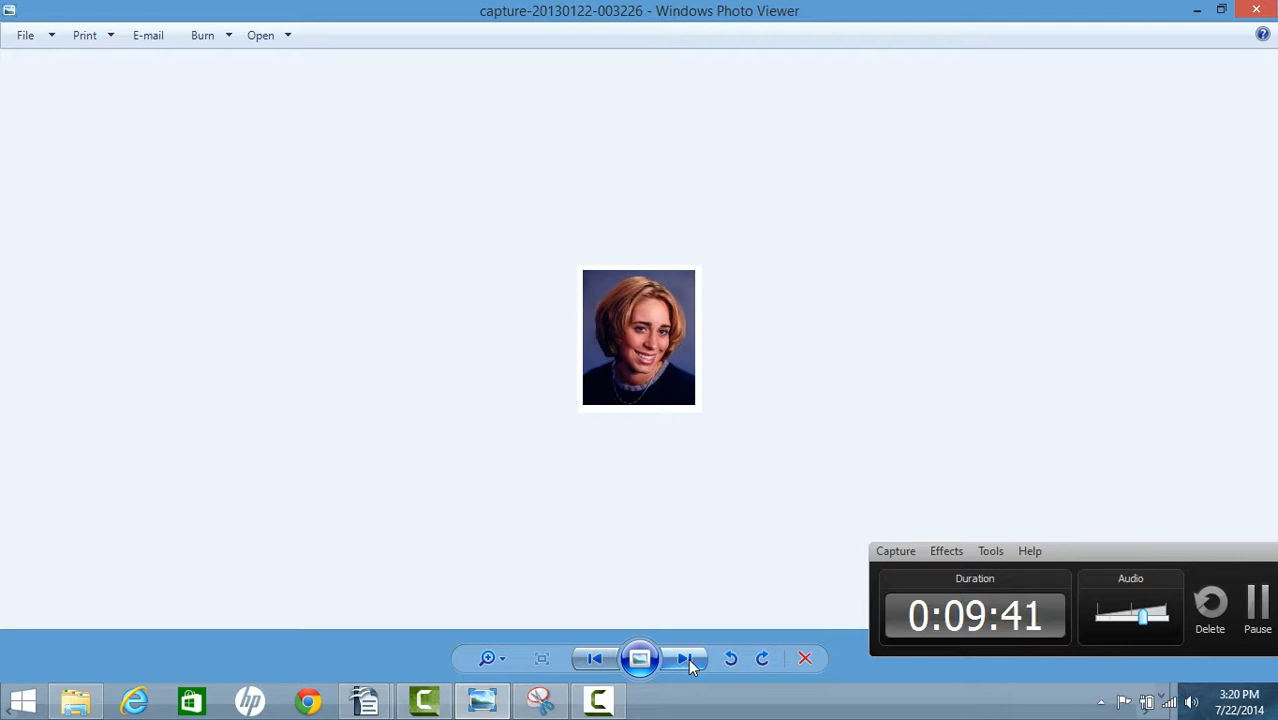 capture-20130122-003226 - Windows Photo Viewer
File Print E-mail Burn Open
Capture Effects Tools Help
Duration Audio
0:09:41
Delete Pause
3:20 PM
7/22/2014